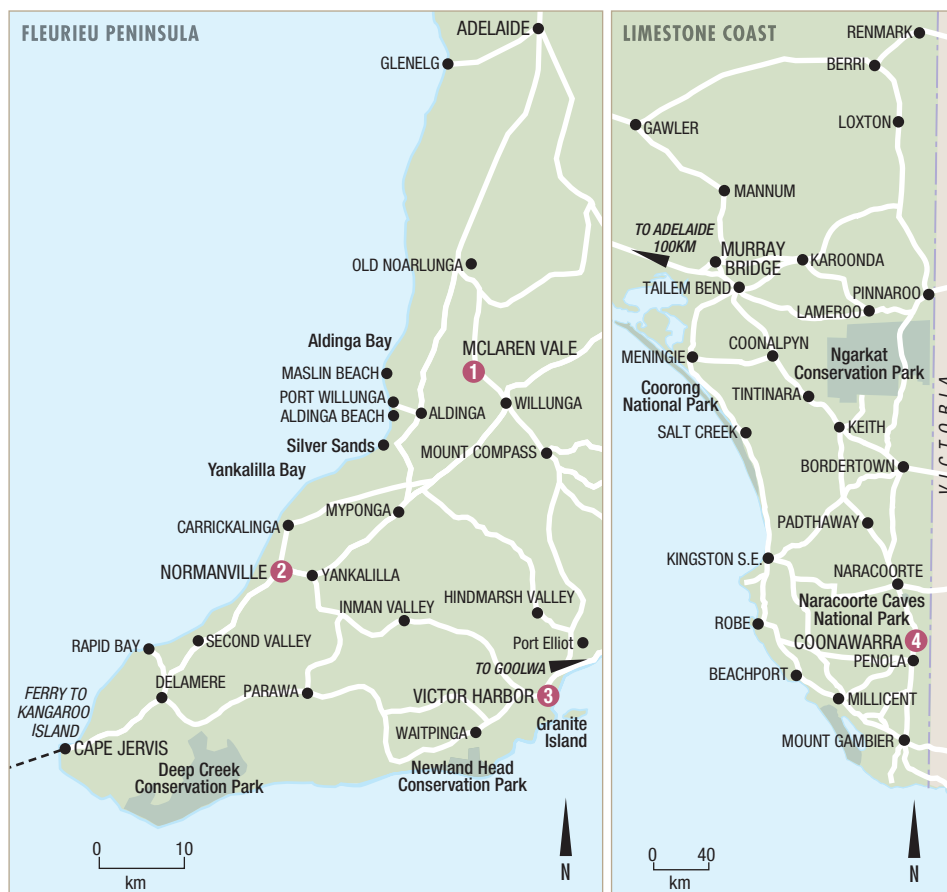 FLEURIEU PENINSULA
ADELAIDE
GLENELG
OLD NOARLUNGA
Aldinga Bay
MCLAREN VALE
1
MASLIN BEACH
PORT WILLUNGA
ALDINGA BEACH
ALDINGA
WILLUNGA
Silver Sands
MOUNT COMPASS
Yankalilla Bay
MYPONGA
CARRICKALINGA
NORMANVILLE
2
YANKALILLA
INMAN VALLEY
HINDMARSH VALLEY
RAPID BAY
SECOND VALLEY
Port Elliot
TO GOOLWA
DELAMERE
PARAWA
VICTOR HARBOR
3
FERRY TO
KANGAROO
ISLAND
Granite
Island
WAITPINGA
CAPE JERVIS
Deep Creek
Conservation Park
Newland Head
Conservation Park
0 10
km
N
LIMESTONE COAST
RENMARK
BERRI
GAWLER
LOXTON
MANNUM
TO ADELAIDE
100KM
MURRAY
BRIDGE
KAROONDA
TAILEM BEND
PINNAROO
LAMEROO
COONALPYN
MENINGIE
Ngarkat
Conservation Park
Coorong
National Park
TINTINARA
SALT CREEK
KEITH
BORDERTOWN
VICTORIA
PADTHAWAY
KINGSTON S.E.
NARACOORTE
Naracoorte Caves
National Park
ROBE
COONAWARRA
4
PENOLA
BEACHPORT
MILLICENT
MOUNT GAMBIER
0 40
km
N